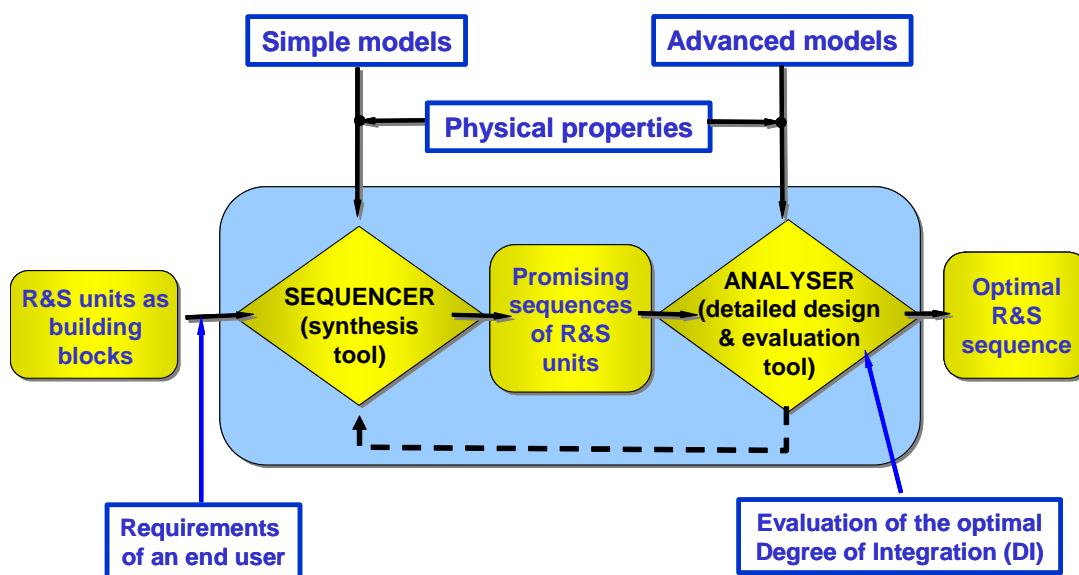 Simple models
Advanced models
Physical properties
R&S units as
building
blocks
SEQUENCER
(synthesis
tool)
Promising
sequences
of R&S
units
ANALYSER
(detailed design
& evaluation
tool)
Optimal
R&S
sequence
Requirements
of an end user
Evaluation of the optimal
Degree of Integration (DI)